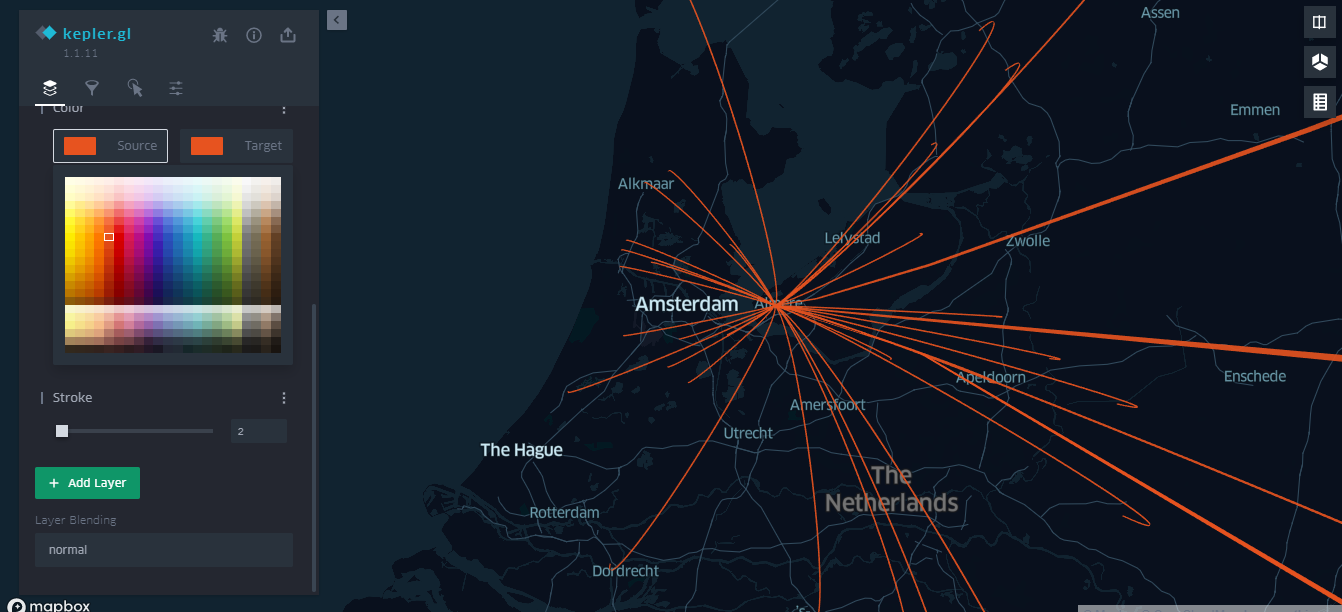 kepler.gl
1.1.11
Color
Source
Target
Stroke
2
+ Add Layer
Layer Blending
normal
mapbox
Assen
Emmen
Alkmaar
Lelystad
Zwolle
Amsterdam
Almere
Apeldoorn
Enschede
Amersfoort
Utrecht
The Hague
The
Netherlands
Rotterdam
Dordrecht